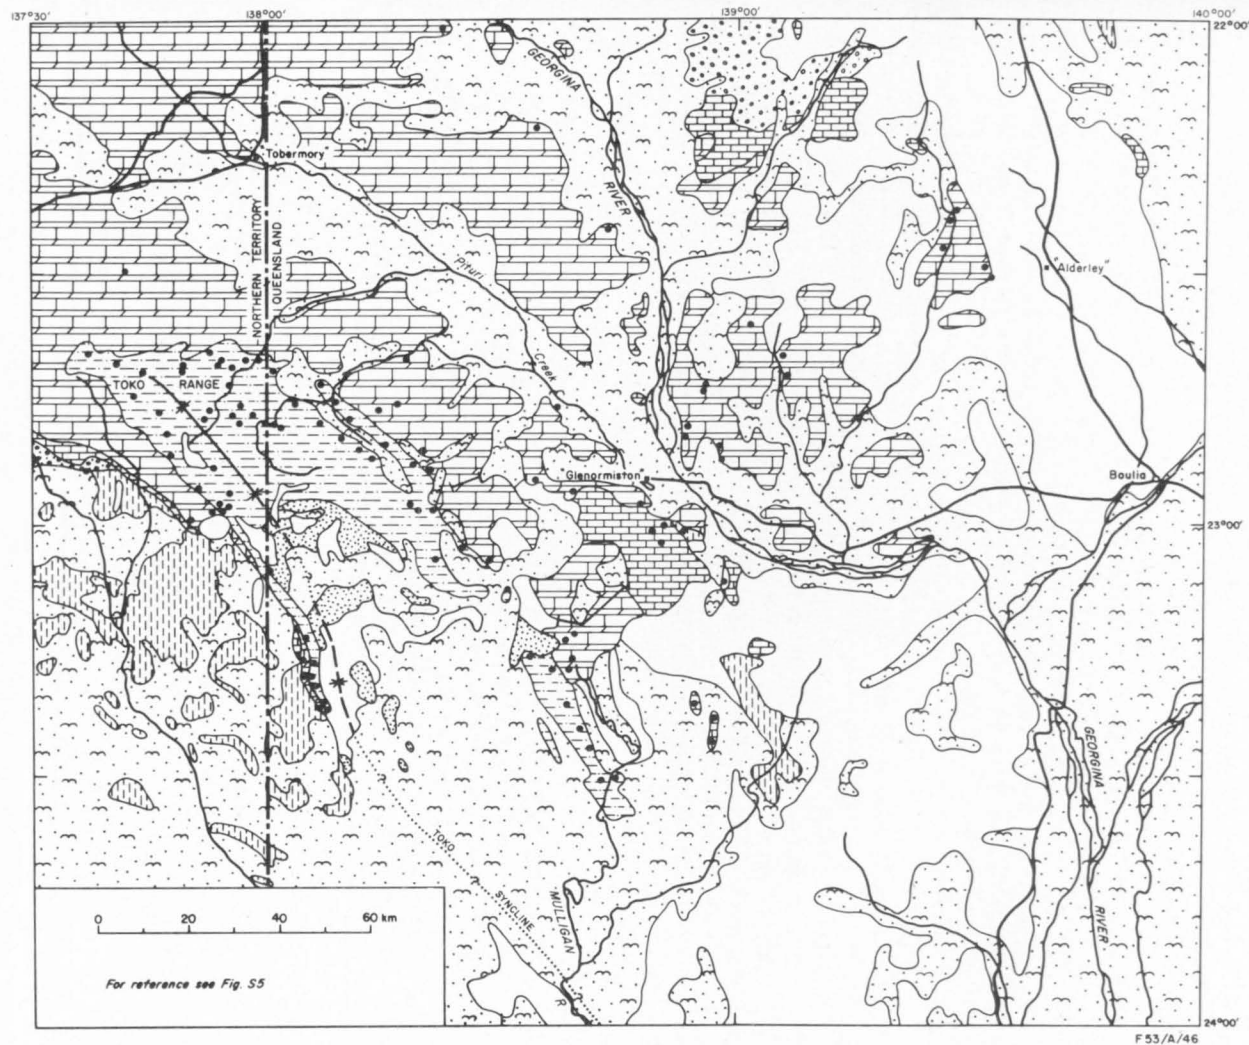 137°30'
138°00'
139°00'
140°00'
22°00'
GEORGINA
RIVER
"Tobermory"
NORTHERN TERRITORY
QUEENSLAND
Pituri
Creek
"Alderley"
TOKO RANGE
"Glenormiston"
Boulia
23°00'
GEORGINA
RIVER
TOKO
SYNCLINE
MULLIGAN
R
0 20 40 60 km
For reference see Fig. S5
24°00'
F53/A/46